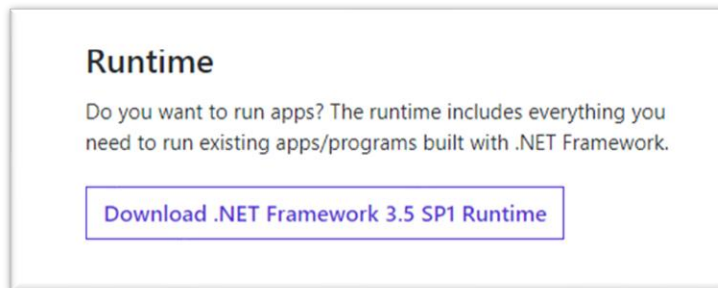 Runtime
Do you want to run apps? The runtime includes everything you
need to run existing apps/programs built with .NET Framework.
Download .NET Framework 3.5 SP1 Runtime